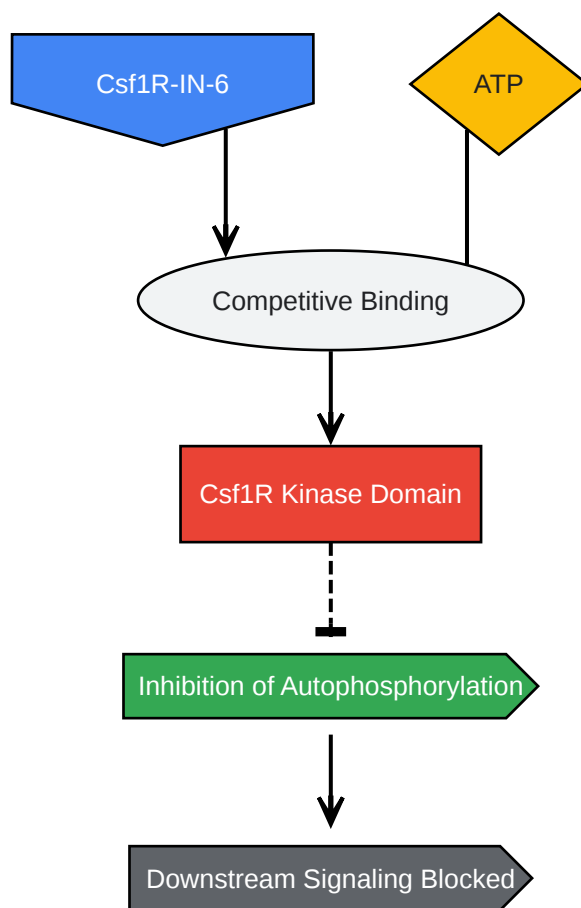 Csf1R-IN-6
ATP
Competitive Binding
Csf1R Kinase Domain
Inhibition of Autophosphorylation
Downstream Signaling Blocked